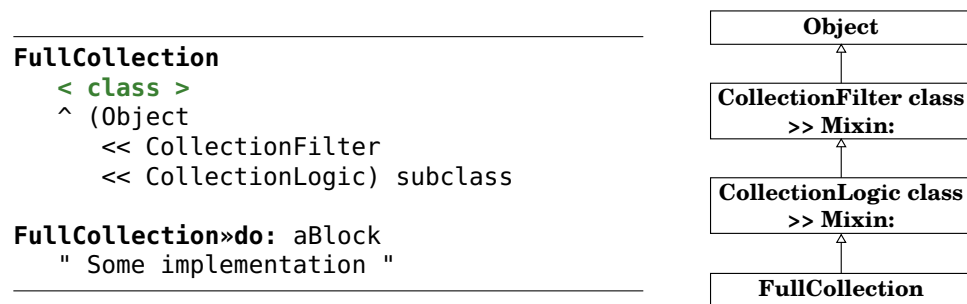 FullCollection
< class >
^ (Object
<< CollectionFilter
<< CollectionLogic) subclass
FullCollection»do: aBlock
" Some implementation "
Object
CollectionFilter class
>> Mixin:
CollectionLogic class
>> Mixin:
FullCollection